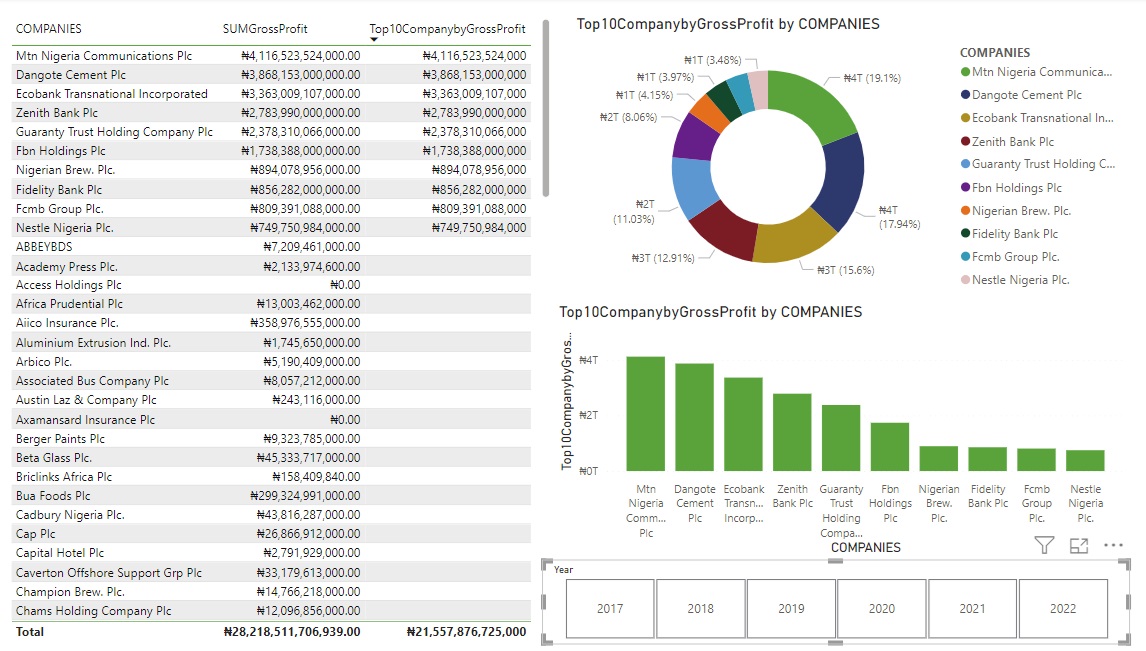 COMPANIES SUMGrossProfit Top10CompanybyGrossProfit
Mtn Nigeria Communications Plc ₦4,116,523,524,000.00 ₦4,116,523,524,000
Dangote Cement Plc ₦3,868,153,000,000.00 ₦3,868,153,000,000
Ecobank Transnational Incorporated ₦3,363,009,107,000.00 ₦3,363,009,107,000
Zenith Bank Plc ₦2,783,990,000,000.00 ₦2,783,990,000,000
Guaranty Trust Holding Company Plc ₦2,378,310,066,000.00 ₦2,378,310,066,000
Fbn Holdings Plc ₦1,738,388,000,000.00 ₦1,738,388,000,000
Nigerian Brew. Plc. ₦894,078,956,000.00 ₦894,078,956,000
Fidelity Bank Plc ₦856,282,000,000.00 ₦856,282,000,000
Fcmb Group Plc. ₦809,391,088,000.00 ₦809,391,088,000
Nestle Nigeria Plc. ₦749,750,984,000.00 ₦749,750,984,000
ABBEYBDS ₦7,209,461,000.00
Academy Press Plc. ₦2,133,974,600.00
Access Holdings Plc ₦0.00
Africa Prudential Plc ₦13,003,462,000.00
Aiico Insurance Plc. ₦358,976,555,000.00
Aluminium Extrusion Ind. Plc. ₦1,745,650,000.00
Arbico Plc. ₦5,190,409,000.00
Associated Bus Company Plc ₦8,057,212,000.00
Austin Laz & Company Plc ₦243,116,000.00
Axamansard Insurance Plc ₦0.00
Berger Paints Plc ₦9,323,785,000.00
Beta Glass Plc. ₦45,333,717,000.00
Briclinks Africa Plc ₦158,409,840.00
Bua Foods Plc ₦299,324,991,000.00
Cadbury Nigeria Plc. ₦43,816,287,000.00
Cap Plc ₦26,866,912,000.00
Capital Hotel Plc ₦2,791,929,000.00
Caverton Offshore Support Grp Plc ₦33,179,613,000.00
Champion Brew. Plc. ₦14,766,218,000.00
Chams Holding Company Plc ₦12,096,856,000.00
Total ₦28,218,511,706,939.00 ₦21,557,876,725,000
Top10CompanybyGrossProfit by COMPANIES
₦4T (19.1%)
₦4T
(17.94%)
₦3T (15.6%)
₦3T (12.91%)
₦2T
(11.03%)
₦2T (8.06%)
₦1T (4.15%)
₦1T (3.97%)
₦1T (3.48%)
COMPANIES
Mtn Nigeria Communica...
Dangote Cement Plc
Ecobank Transnational In...
Zenith Bank Plc
Guaranty Trust Holding C...
Fbn Holdings Plc
Nigerian Brew. Plc.
Fidelity Bank Plc
Fcmb Group Plc.
Nestle Nigeria Plc.
Top10CompanybyGrossProfit by COMPANIES
Top10CompanybyGros...
₦4T
₦2T
₦0T
Mtn Dangote Ecobank Zenith Guaranty Fbn Nigerian Fidelity Fcmb Nestle
Nigeria Cement Transn... Bank Plc Trust Holdings Brew. Bank Plc Group Nigeria
Comm... Plc Incorp... Holding Plc Plc. Plc. Plc.
Plc Compa...
COMPANIES
Year
2017 2018 2019 2020 2021 2022